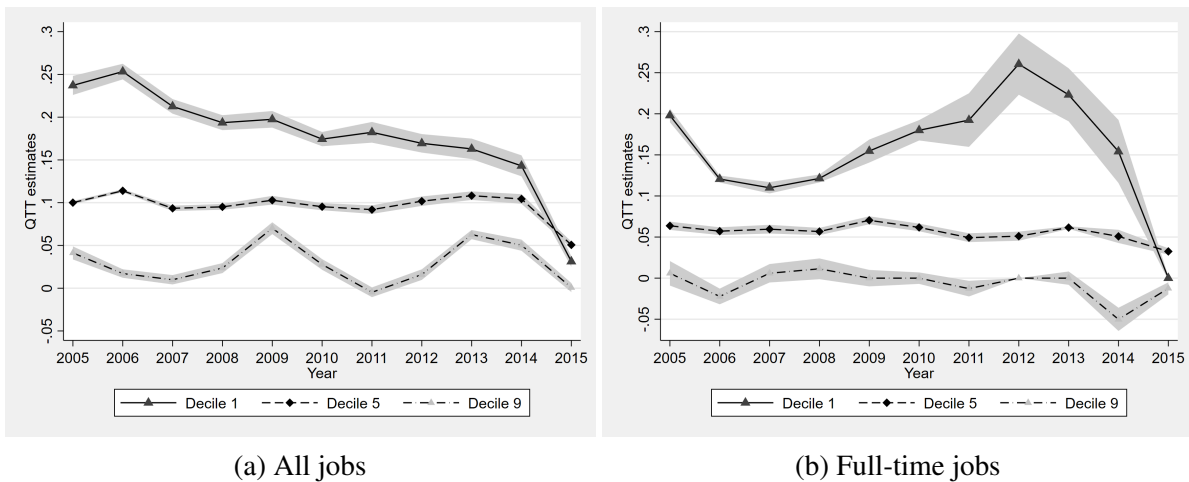 QTT estimates
.3
.25
.2
.15
.1
.05
0
-.05
2005 2006 2007 2008 2009 2010 2011 2012 2013 2014 2015
Year
Decile 1 Decile 5 Decile 9
(a) All jobs
QTT estimates
.3
.25
.2
.15
.1
.05
0
-.05
2005 2006 2007 2008 2009 2010 2011 2012 2013 2014 2015
Year
Decile 1 Decile 5 Decile 9
(b) Full-time jobs